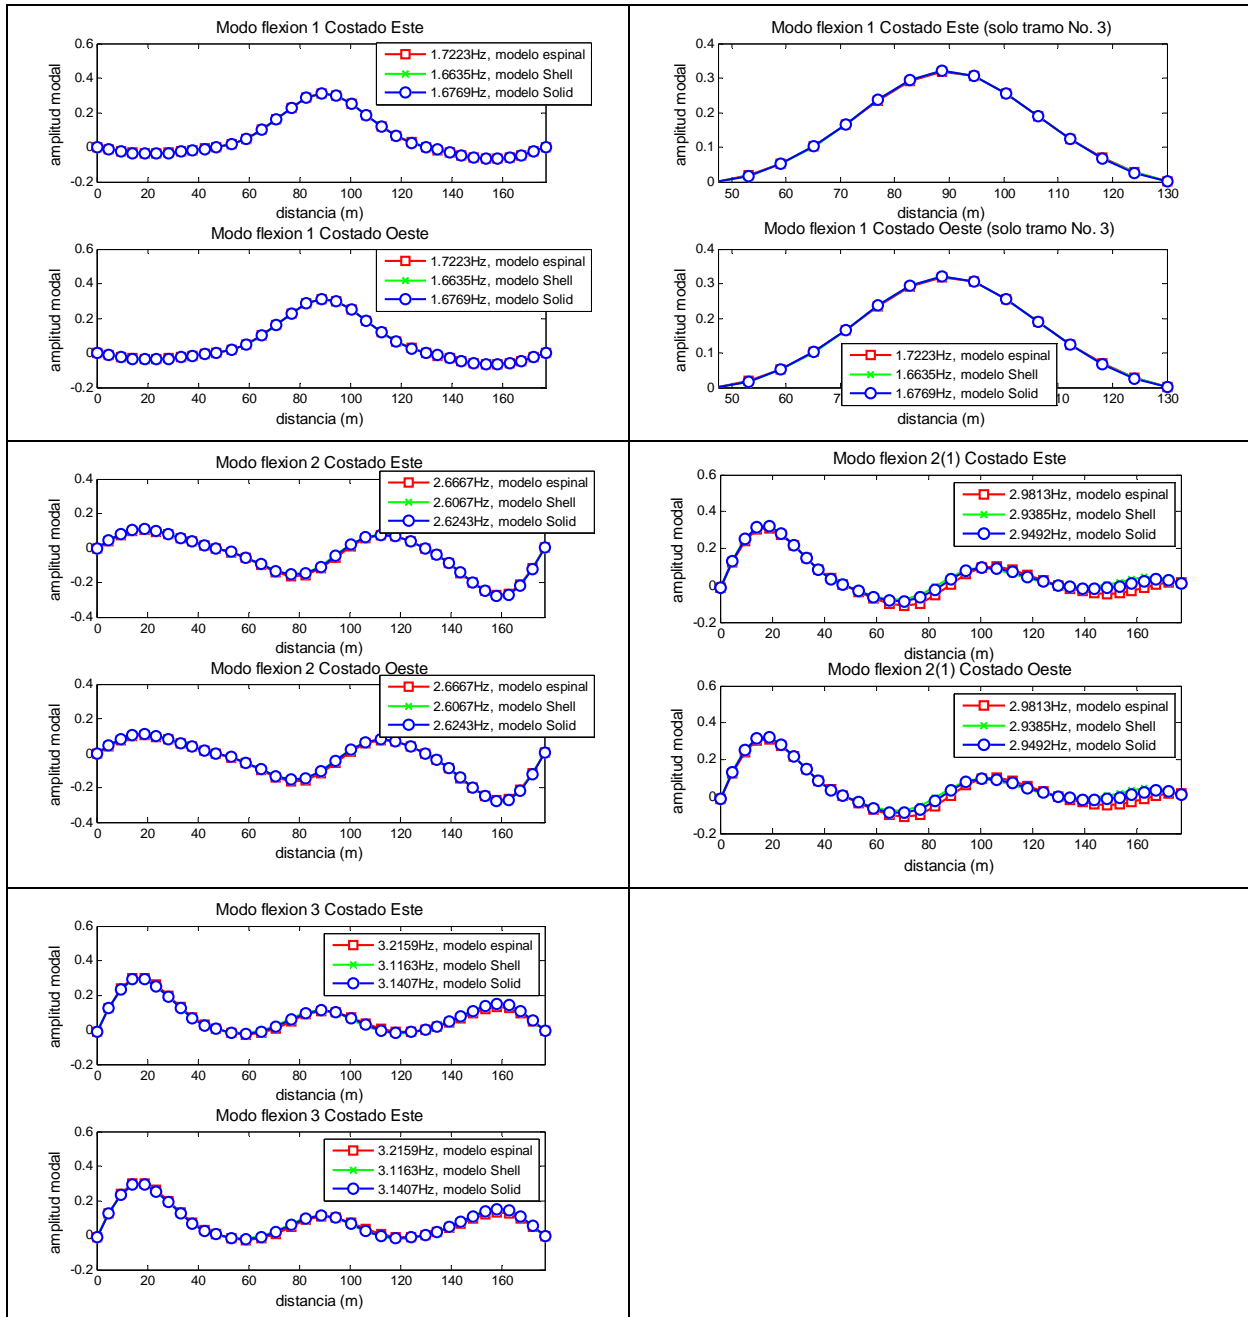 Modo flexion 1 Costado Este
0.6
0.4
0.2
0
-0.2
amplitud modal
1.7223Hz, modelo espinal
1.6635Hz, modelo Shell
1.6769Hz, modelo Solid
0 20 40 60 80 100 120 140 160
distancia (m)
Modo flexion 1 Costado Oeste
0.6
0.4
0.2
0
-0.2
amplitud modal
1.7223Hz, modelo espinal
1.6635Hz, modelo Shell
1.6769Hz, modelo Solid
0 20 40 60 80 100 120 140 160
distancia (m)
Modo flexion 1 Costado Este (solo tramo No. 3)
0.4
0.3
0.2
0.1
0
amplitud modal
50 60 70 80 90 100 110 120 130
distancia (m)
Modo flexion 1 Costado Oeste (solo tramo No. 3)
0.4
0.3
0.2
0.1
0
amplitud modal
1.7223Hz, modelo espinal
1.6635Hz, modelo Shell
1.6769Hz, modelo Solid
50 60 120 130
distancia (m)
Modo flexion 2 Costado Este
0.4
0.2
0
-0.2
-0.4
amplitud modal
2.6667Hz, modelo espinal
2.6067Hz, modelo Shell
2.6243Hz, modelo Solid
0 20 40 60 80 100 120 140 160
distancia (m)
Modo flexion 2 Costado Oeste
0.4
0.2
0
-0.2
-0.4
amplitud modal
2.6667Hz, modelo espinal
2.6067Hz, modelo Shell
2.6243Hz, modelo Solid
0 20 40 60 80 100 120 140 160
distancia (m)
Modo flexion 2(1) Costado Este
0.6
0.4
0.2
0
-0.2
amplitud modal
2.9813Hz, modelo espinal
2.9385Hz, modelo Shell
2.9492Hz, modelo Solid
0 20 40 60 80 100 120 140 160
distancia (m)
Modo flexion 2(1) Costado Oeste
0.6
0.4
0.2
0
-0.2
amplitud modal
2.9813Hz, modelo espinal
2.9385Hz, modelo Shell
2.9492Hz, modelo Solid
0 20 40 60 80 100 120 140 160
distancia (m)
Modo flexion 3 Costado Este
0.6
0.4
0.2
0
-0.2
amplitud modal
3.2159Hz, modelo espinal
3.1163Hz, modelo Shell
3.1407Hz, modelo Solid
0 20 40 60 80 100 120 140 160
distancia (m)
Modo flexion 3 Costado Este
0.6
0.4
0.2
0
-0.2
amplitud modal
3.2159Hz, modelo espinal
3.1163Hz, modelo Shell
3.1407Hz, modelo Solid
0 20 40 60 80 100 120 140 160
distancia (m)